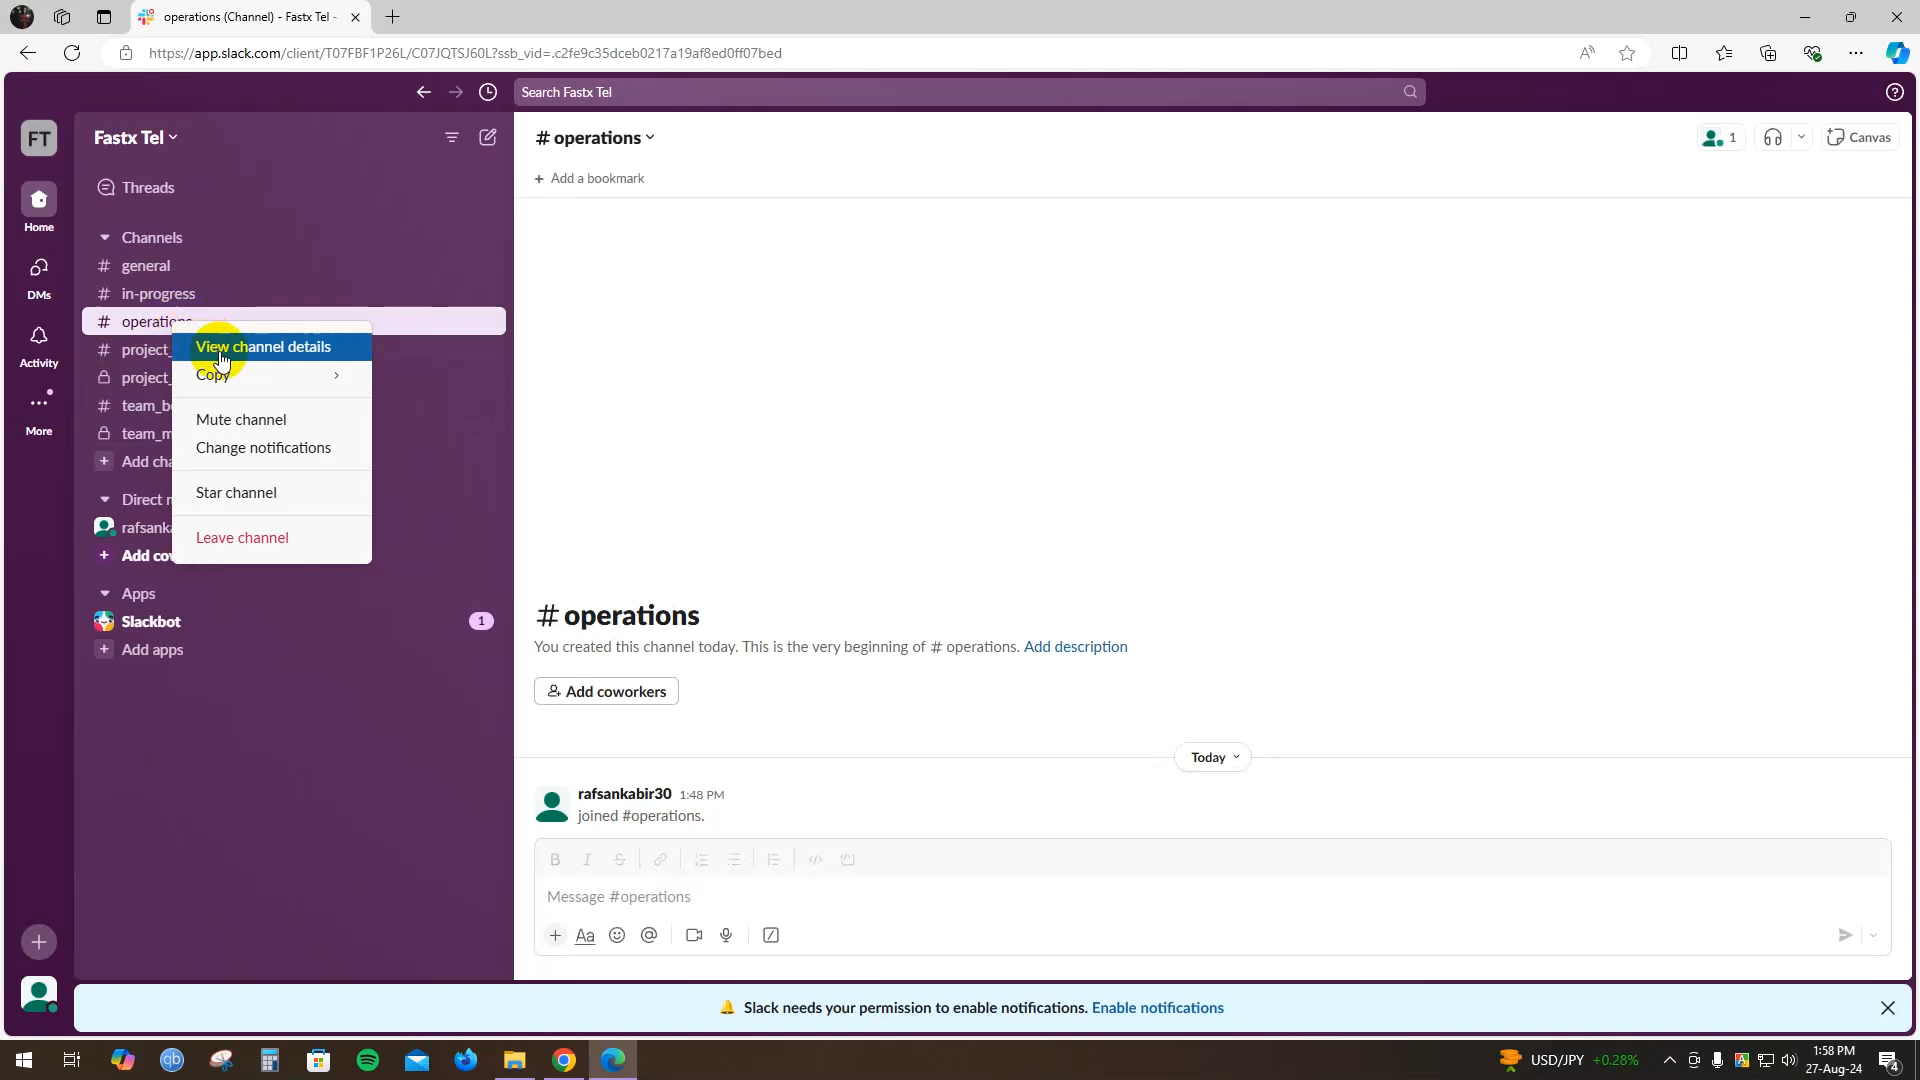 operations (Channel) - Fastx Tel -
https://app.slack.com/client/T07FBF1P26L/C07JQTSJ60L?ssb_vid=.c2fe9c35dceb0217a19af8ed0ff07bed
Search Fastx Tel
FT
Fastx Tel
# operations
1
Canvas
+ Add a bookmark
Threads
Home
Channels
# general
# in-progress
# operations
# project_
project_
# team_b
team_m
+ Add cha
DMs
Activity
More
View channel details
Copy
Mute channel
Change notifications
Star channel
Leave channel
Direct m
rafsanka
+ Add cow
Apps
Slackbot
1
+ Add apps
# operations
You created this channel today. This is the very beginning of # operations. Add description
Add coworkers
Today
rafsankabir30 1:48 PM
joined #operations.
Message #operations
Slack needs your permission to enable notifications. Enable notifications
USD/JPY +0.28%
1:58 PM
27-Aug-24
4